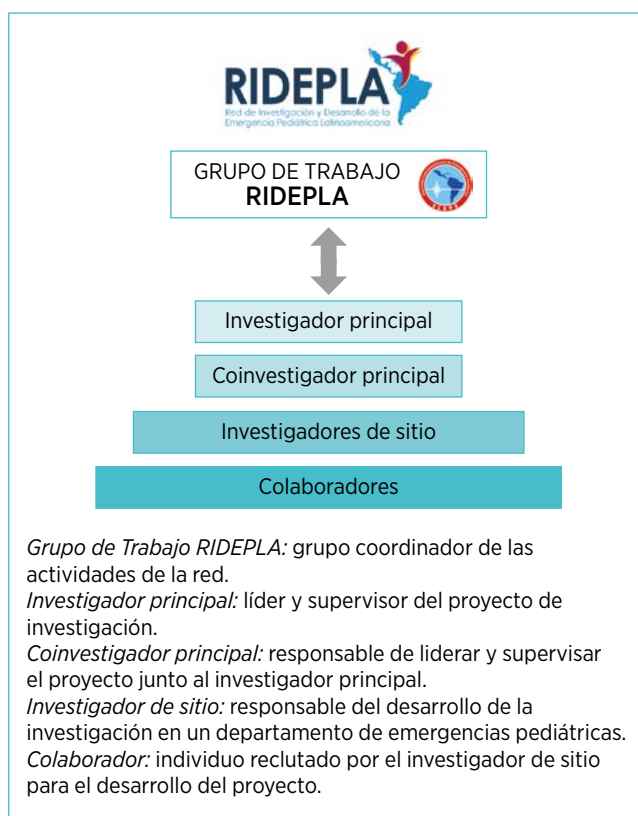 RIDEPLA
Red de Investigación y Desarrollo de la
Emergencia Pediátrica Latinoamericana
GRUPO DE TRABAJO
RIDEPLA
Investigador principal
Coinvestigador principal
Investigadores de sitio
Colaboradores
Grupo de Trabajo RIDEPLA: grupo coordinador de las
actividades de la red.
Investigador principal: líder y supervisor del proyecto de
investigación.
Coinvestigador principal: responsable de liderar y supervisar
el proyecto junto al investigador principal.
Investigador de sitio: responsable del desarrollo de la
investigación en un departamento de emergencias pediátricas.
Colaborador: individuo reclutado por el investigador de sitio
para el desarrollo del proyecto.